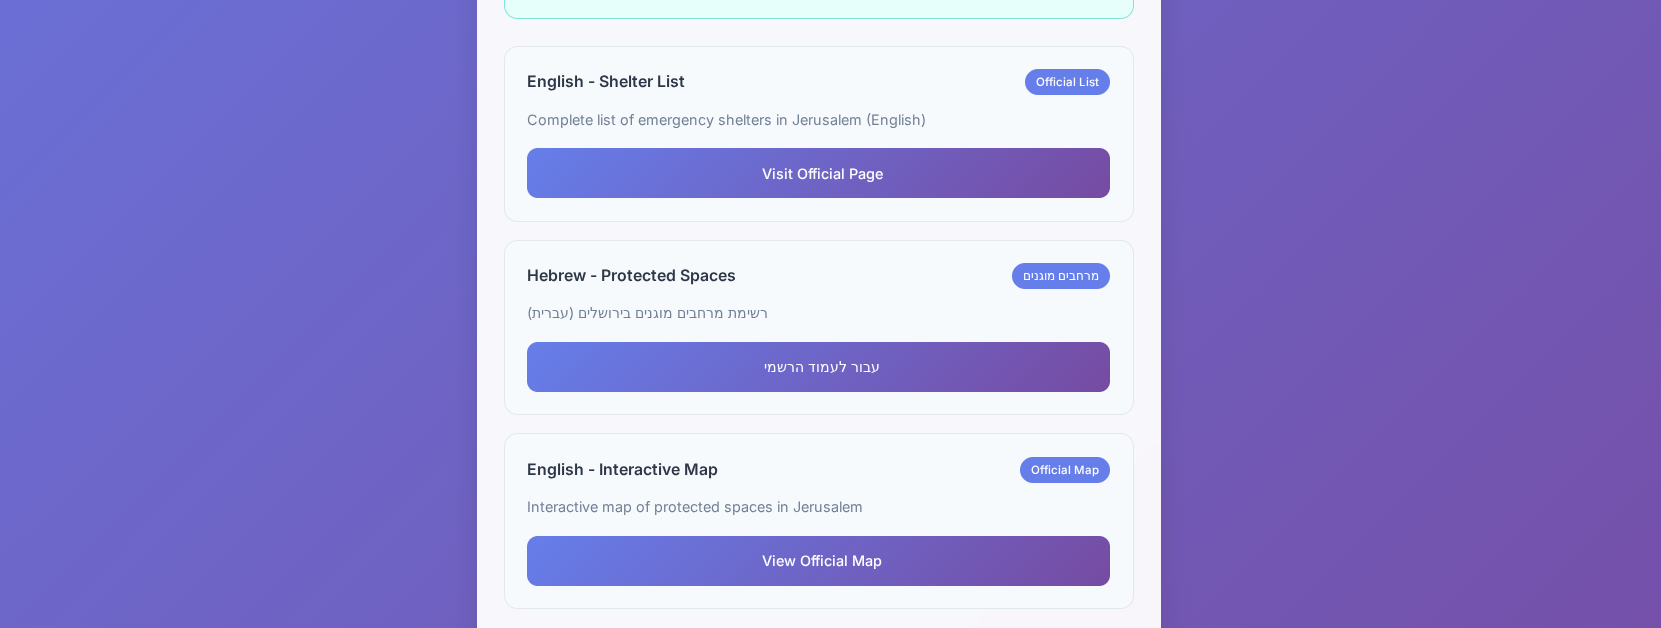 English - Shelter List
Official List
Complete list of emergency shelters in Jerusalem (English)
Visit Official Page
Hebrew - Protected Spaces
מרחבים מוגנים
רשימת מרחבים מוגנים בירושלים (עברית)
עבור לעמוד הרשמי
English - Interactive Map
Official Map
Interactive map of protected spaces in Jerusalem
View Official Map